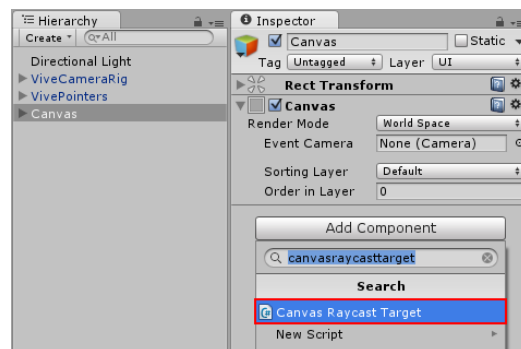 Hierarchy
Create
All
Directional Light
ViveCameraRig
VivePointers
Canvas
Inspector
Canvas
Static
Tag
Untagged
Layer
UI
Rect Transform
Canvas
Render Mode
World Space
Event Camera
None (Camera)
Sorting Layer
Default
Order in Layer
0
Add Component
canvasraycasttarget
Search
Canvas Raycast Target
New Script